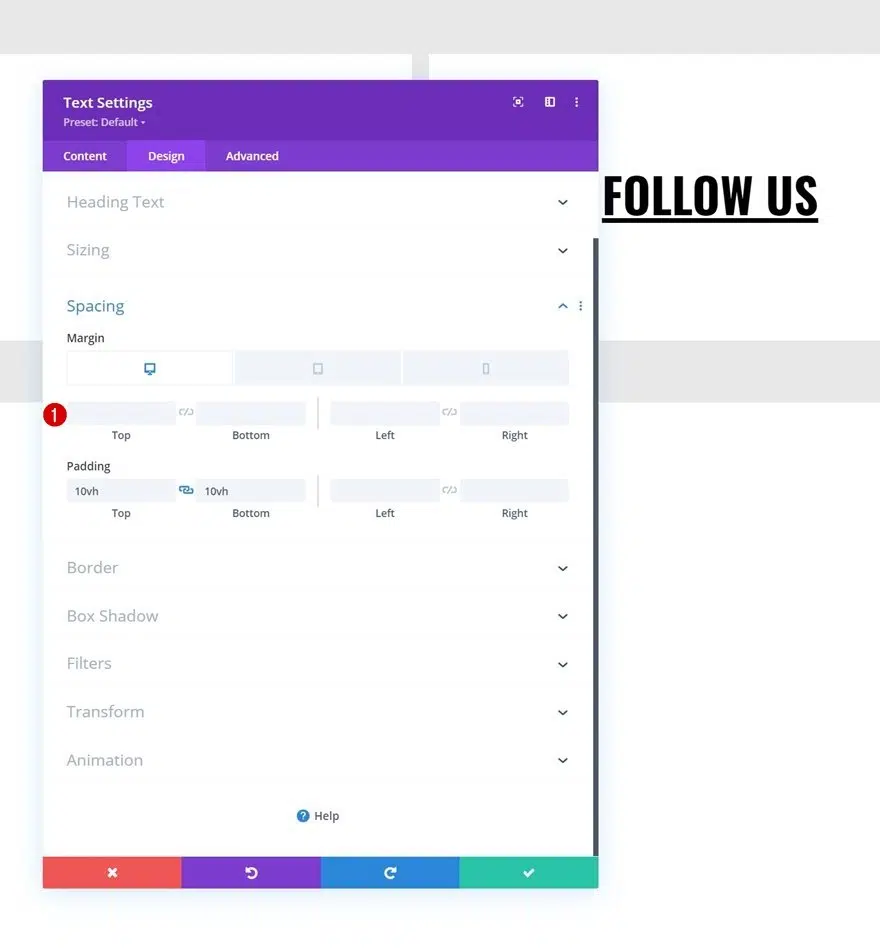 Text Settings
Preset: Default
Content Design Advanced
FOLLOW US
Heading Text
Sizing
Spacing
Margin
1
Top Bottom Left Right
Padding
10vh 10vh
Top Bottom Left Right
Border
Box Shadow
Filters
Transform
Animation
? Help